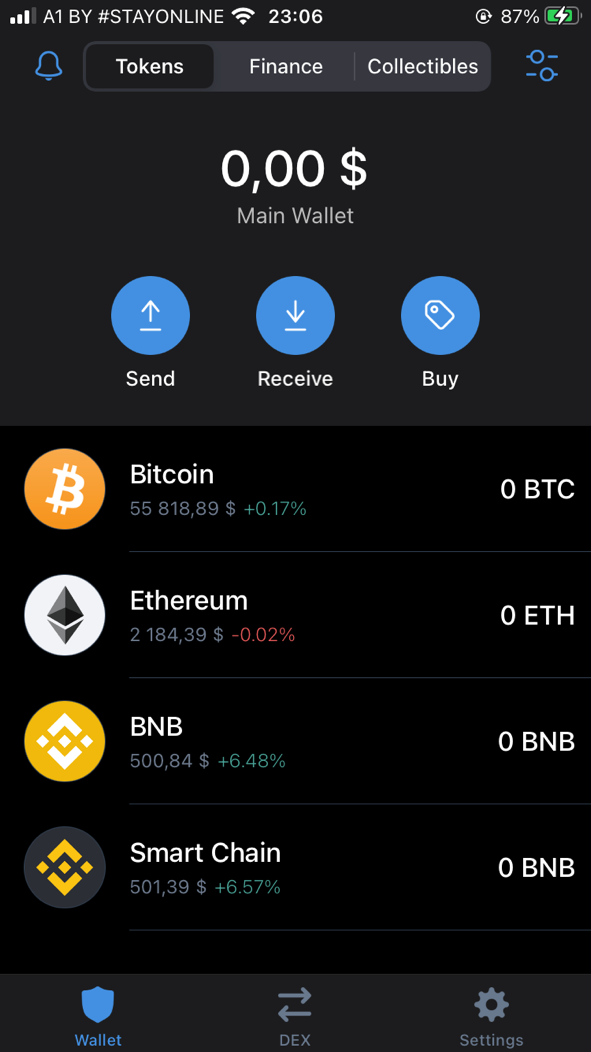 A1 BY #STAYONLINE 23:06 87%
Tokens Finance Collectibles
0,00 $
Main Wallet
Send Receive Buy
Bitcoin
55 818,89 $ +0.17%
0 BTC
Ethereum
2 184,39 $ -0.02%
0 ETH
BNB
500,84 $ +6.48%
0 BNB
Smart Chain
501,39 $ +6.57%
0 BNB
Wallet DEX Settings